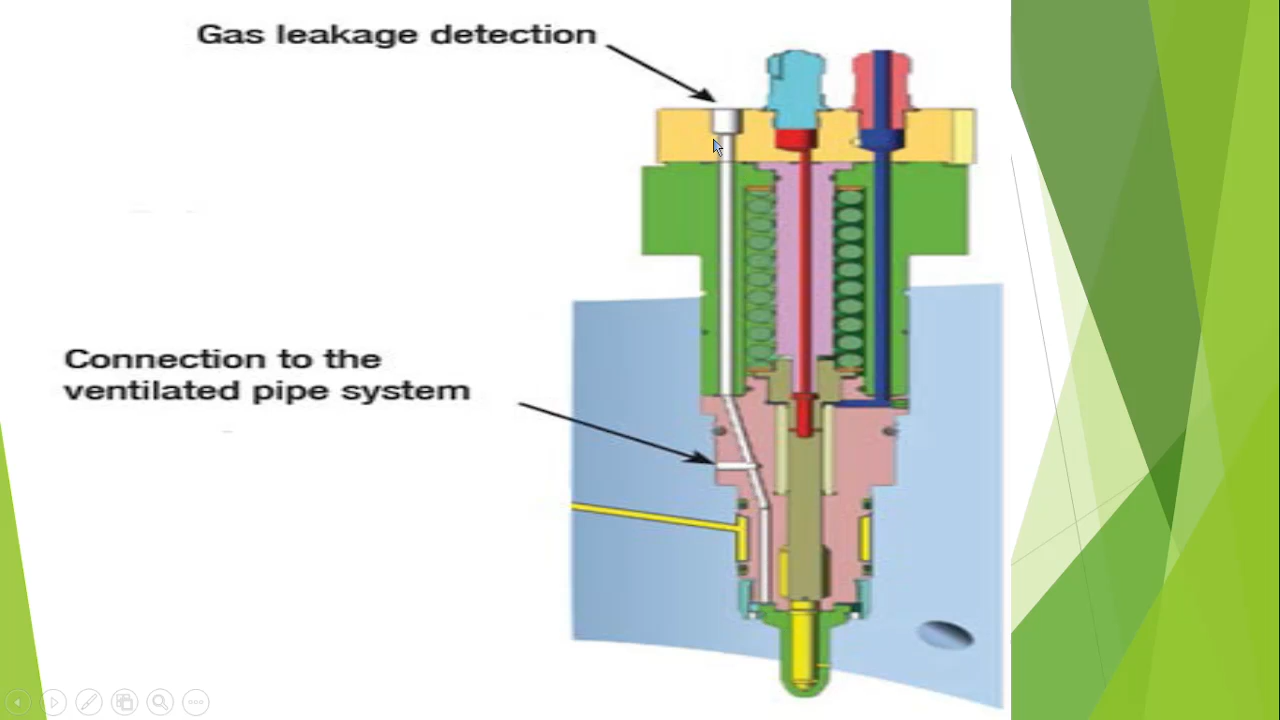 Gas leakage detection
Connection to the
ventilated pipe system